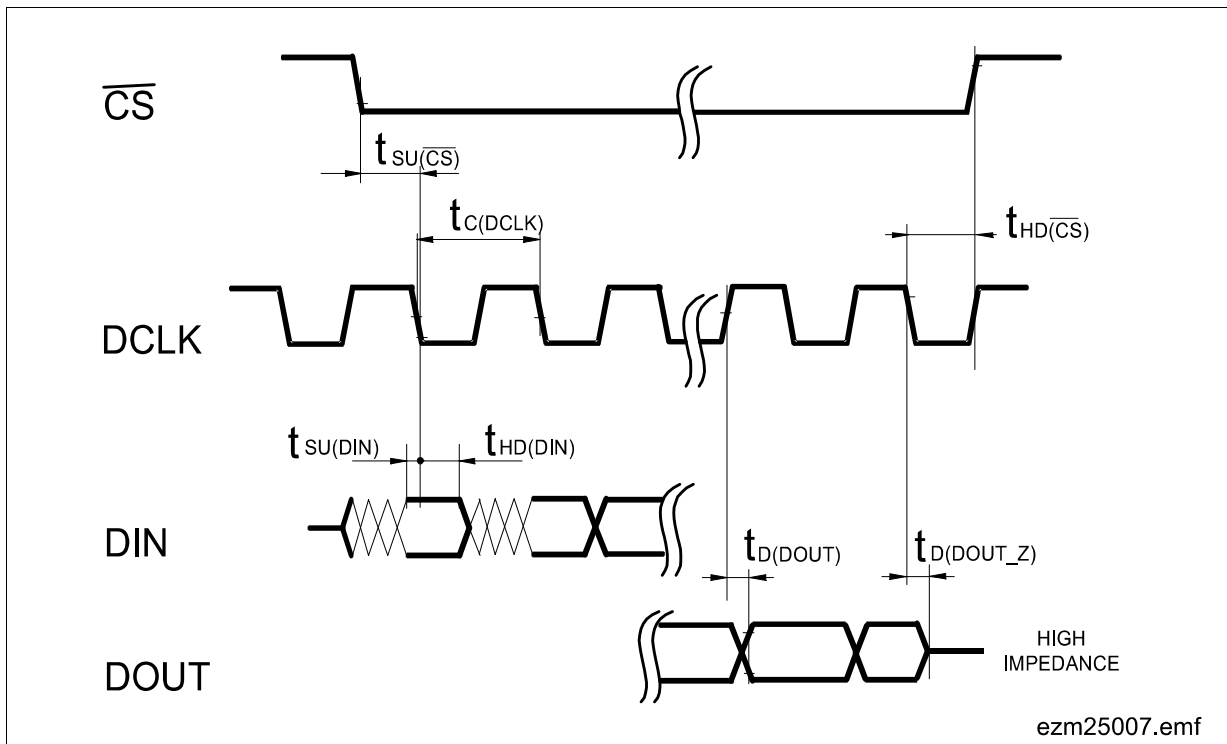 CS
tSU(CS)
tC(DCLK)
tHD(CS)
DCLK
tSU(DIN)
tHD(DIN)
DIN
tD(DOUT)
tD(DOUT_Z)
DOUT
HIGH
IMPEDANCE
ezm25007.emf